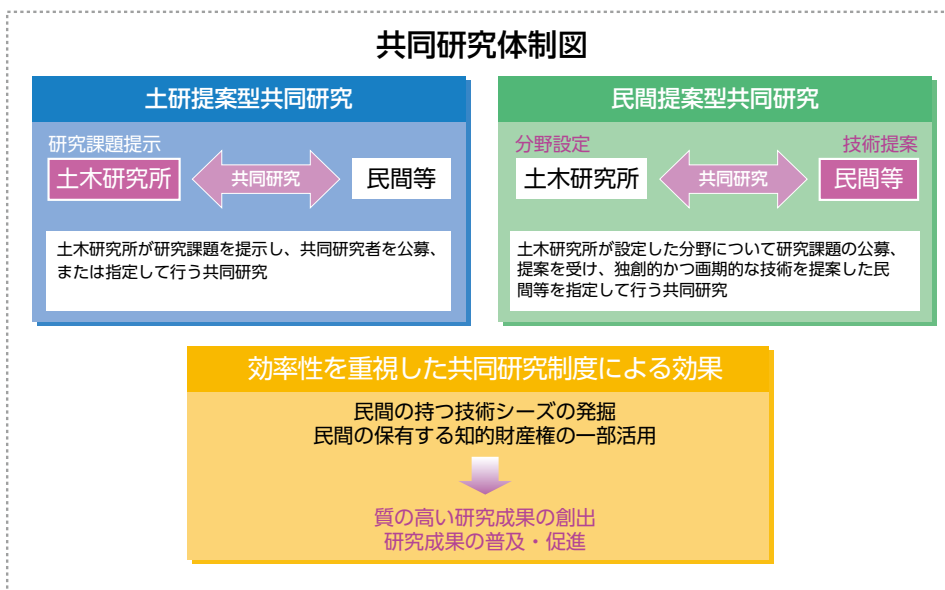 共同研究体制図
土研提案型共同研究
研究課題提示
土木研究所
共同研究
民間等
土木研究所が研究課題を提示し、共同研究者を公募、
または指定して行う共同研究
民間提案型共同研究
分野設定
技術提案
土木研究所
共同研究
民間等
土木研究所が設定した分野について研究課題の公募、
提案を受け、独創的かつ画期的な技術を提案した民
間等を指定して行う共同研究
効率性を重視した共同研究制度による効果
民間の持つ技術シーズの発掘
民間の保有する知的財産権の一部活用
質の高い研究成果の創出
研究成果の普及・促進